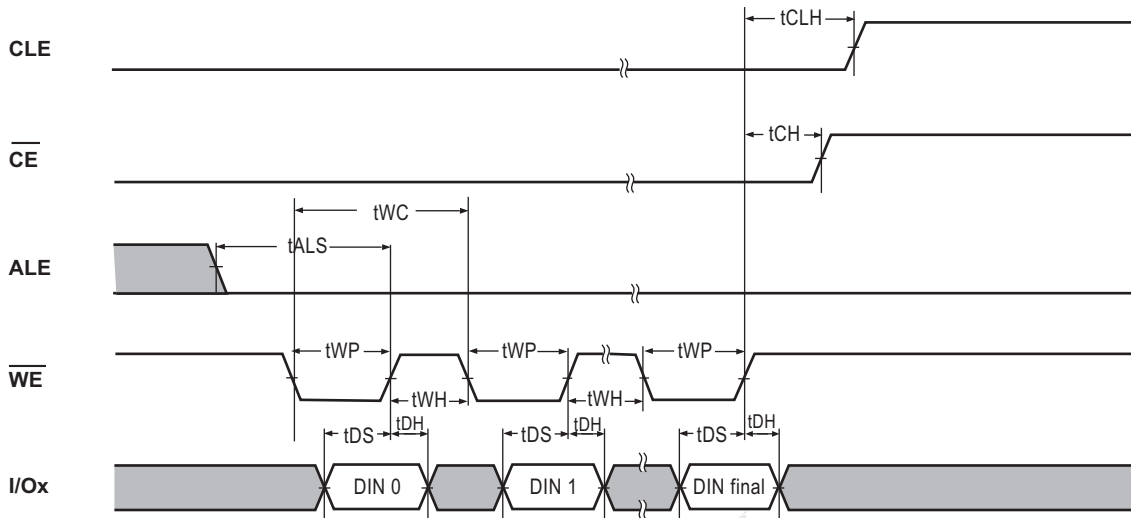 tCLH
CLE
tCH
CE
tWC
tALS
ALE
tWP tWP tWP
WE
tWH tWH
tDS tDH tDS tDH tDS tDH
I/Ox DIN 0 DIN 1 DIN final